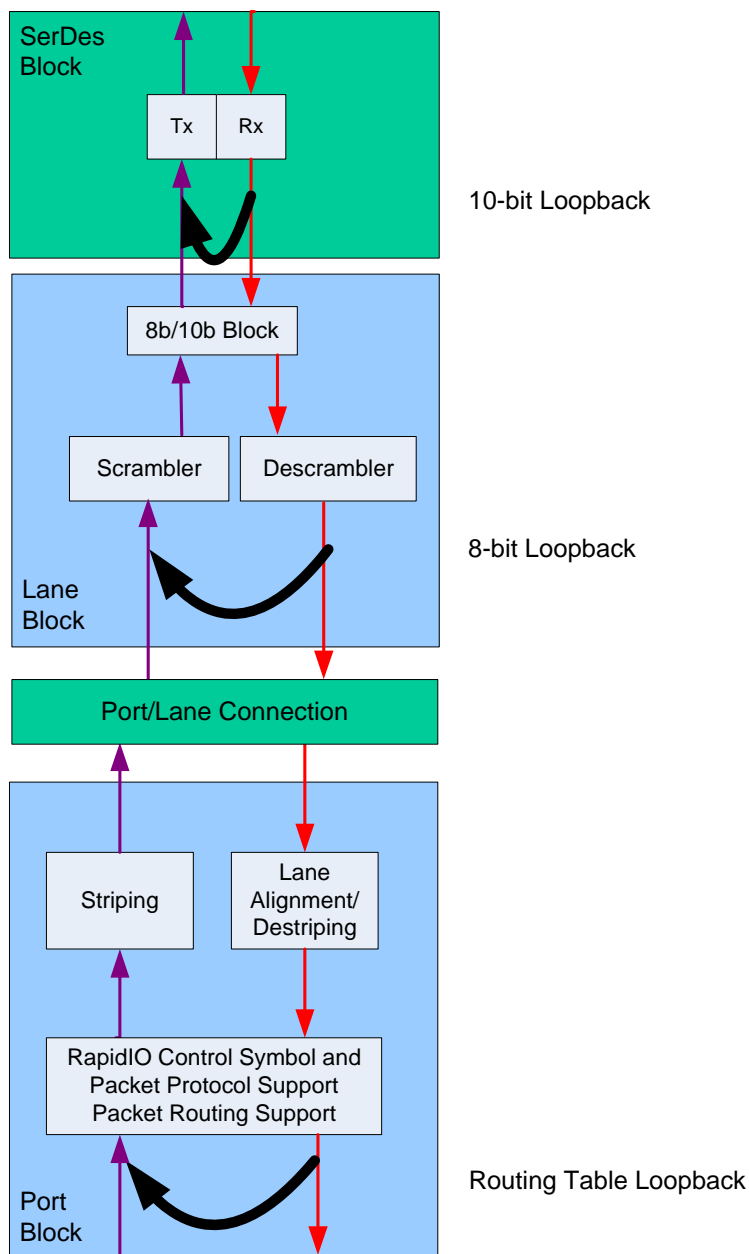 SerDes
Block
Tx
Rx
10-bit Loopback
8b/10b Block
Scrambler
Descrambler
8-bit Loopback
Lane
Block
Port/Lane Connection
Striping
Lane
Alignment/
Destriping
RapidIO Control Symbol and
Packet Protocol Support
Packet Routing Support
Routing Table Loopback
Port
Block